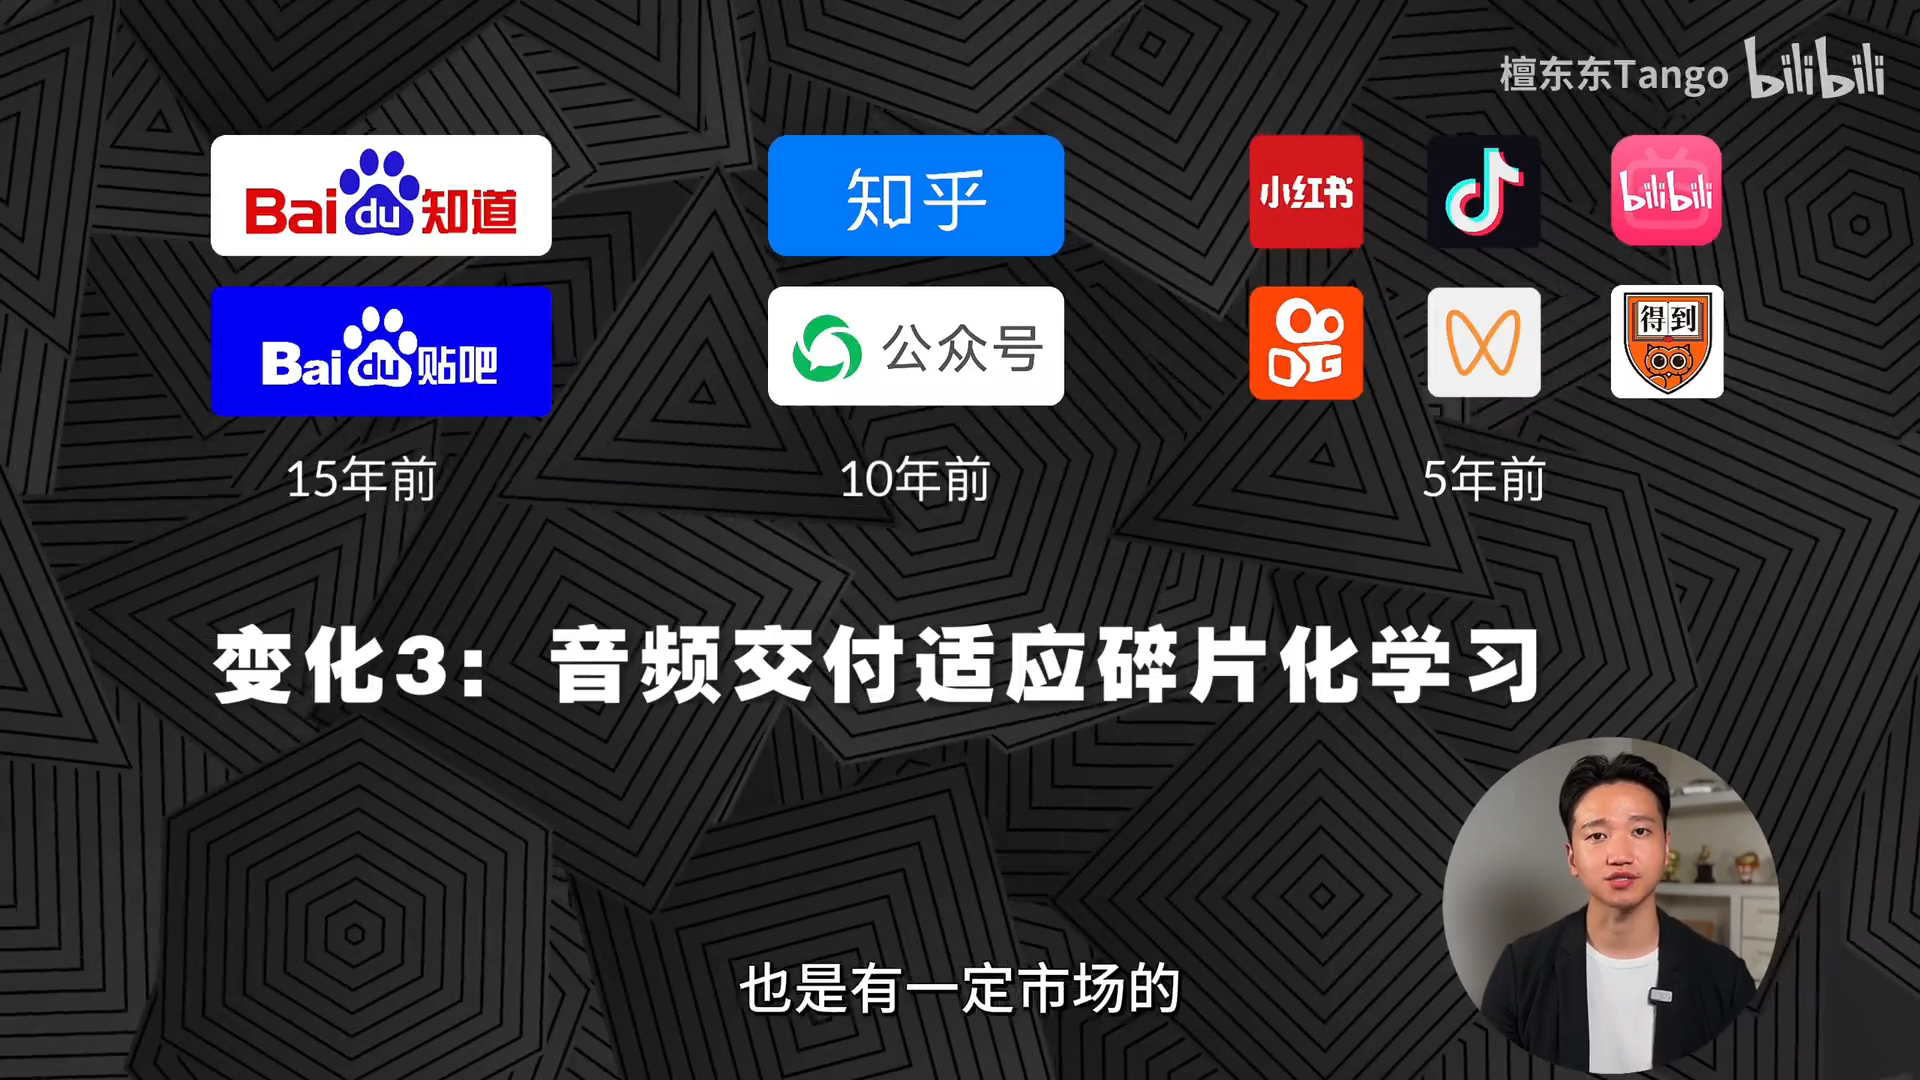 檀东东Tango bilibili
Bai du 知道
知乎
小红书
bilibili
Bai du 贴吧
公众号
得到
15年前
10年前
5年前
变化3：音频交付适应碎片化学习
也是有一定市场的